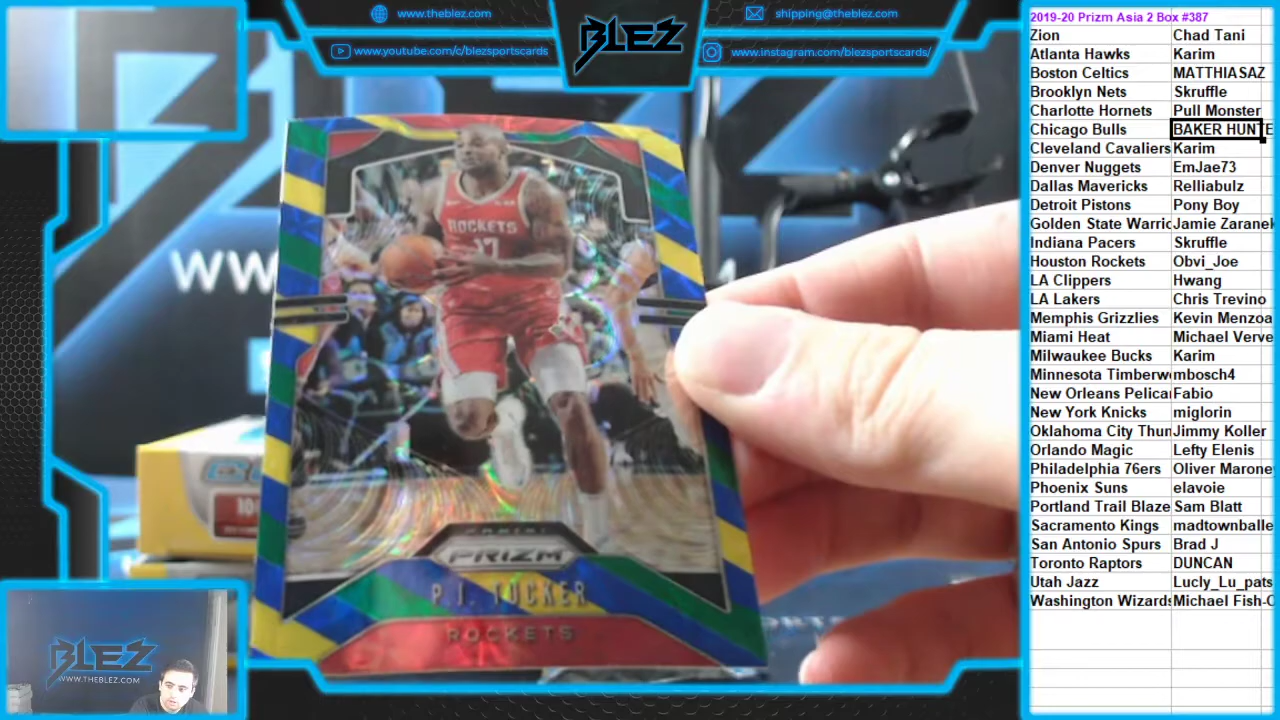 www.theblez.com
shipping@theblez.com
www.youtube.com/c/blezsportscards
www.instagram.com/blezsportscards/
BLEZ
WW
ROCKETS
17
PANINI
PRIZM
P.J. TUCKER
ROCKETS
BLEZ
WWW.THEBLEZ.COM
2019-20 Prizm Asia 2 Box #387
Zion Chad Tani
Atlanta Hawks Karim
Boston Celtics MATTHIASAZ
Brooklyn Nets Skruffle
Charlotte Hornets Pull Monster
Chicago Bulls BAKER HUNTE
Cleveland Cavaliers Karim
Denver Nuggets EmJae73
Dallas Mavericks Relliabulz
Detroit Pistons Pony Boy
Golden State Warric Jamie Zaranek
Indiana Pacers Skruffle
Houston Rockets Obvi_Joe
LA Clippers Hwang
LA Lakers Chris Trevino
Memphis Grizzlies Kevin Menzoa
Miami Heat Michael Verve
Milwaukee Bucks Karim
Minnesota Timberw mbosch4
New Orleans Pelica Fabio
New York Knicks miglorin
Oklahoma City Thun Jimmy Koller
Orlando Magic Lefty Elenis
Philadelphia 76ers Oliver Marone
Phoenix Suns elavoie
Portland Trail Blaze Sam Blatt
Sacramento Kings madtownballe
San Antonio Spurs Brad J
Toronto Raptors DUNCAN
Utah Jazz Lucly_Lu_pats
Washington Wizards Michael Fish-C